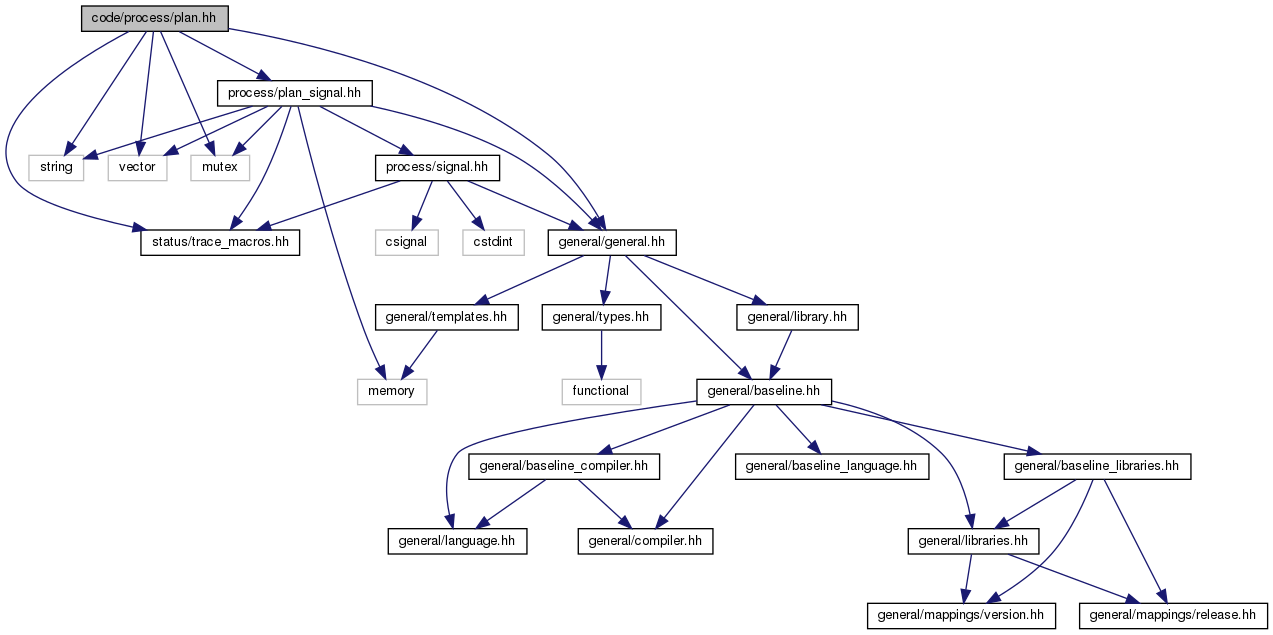 code/process/plan.hh
process/plan_signal.hh
string
vector
mutex
process/signal.hh
status/trace_macros.hh
csignal
cstdint
general/general.hh
general/templates.hh
general/types.hh
general/library.hh
memory
functional
general/baseline.hh
general/baseline_compiler.hh
general/baseline_language.hh
general/baseline_libraries.hh
general/language.hh
general/compiler.hh
general/libraries.hh
general/mappings/version.hh
general/mappings/release.hh